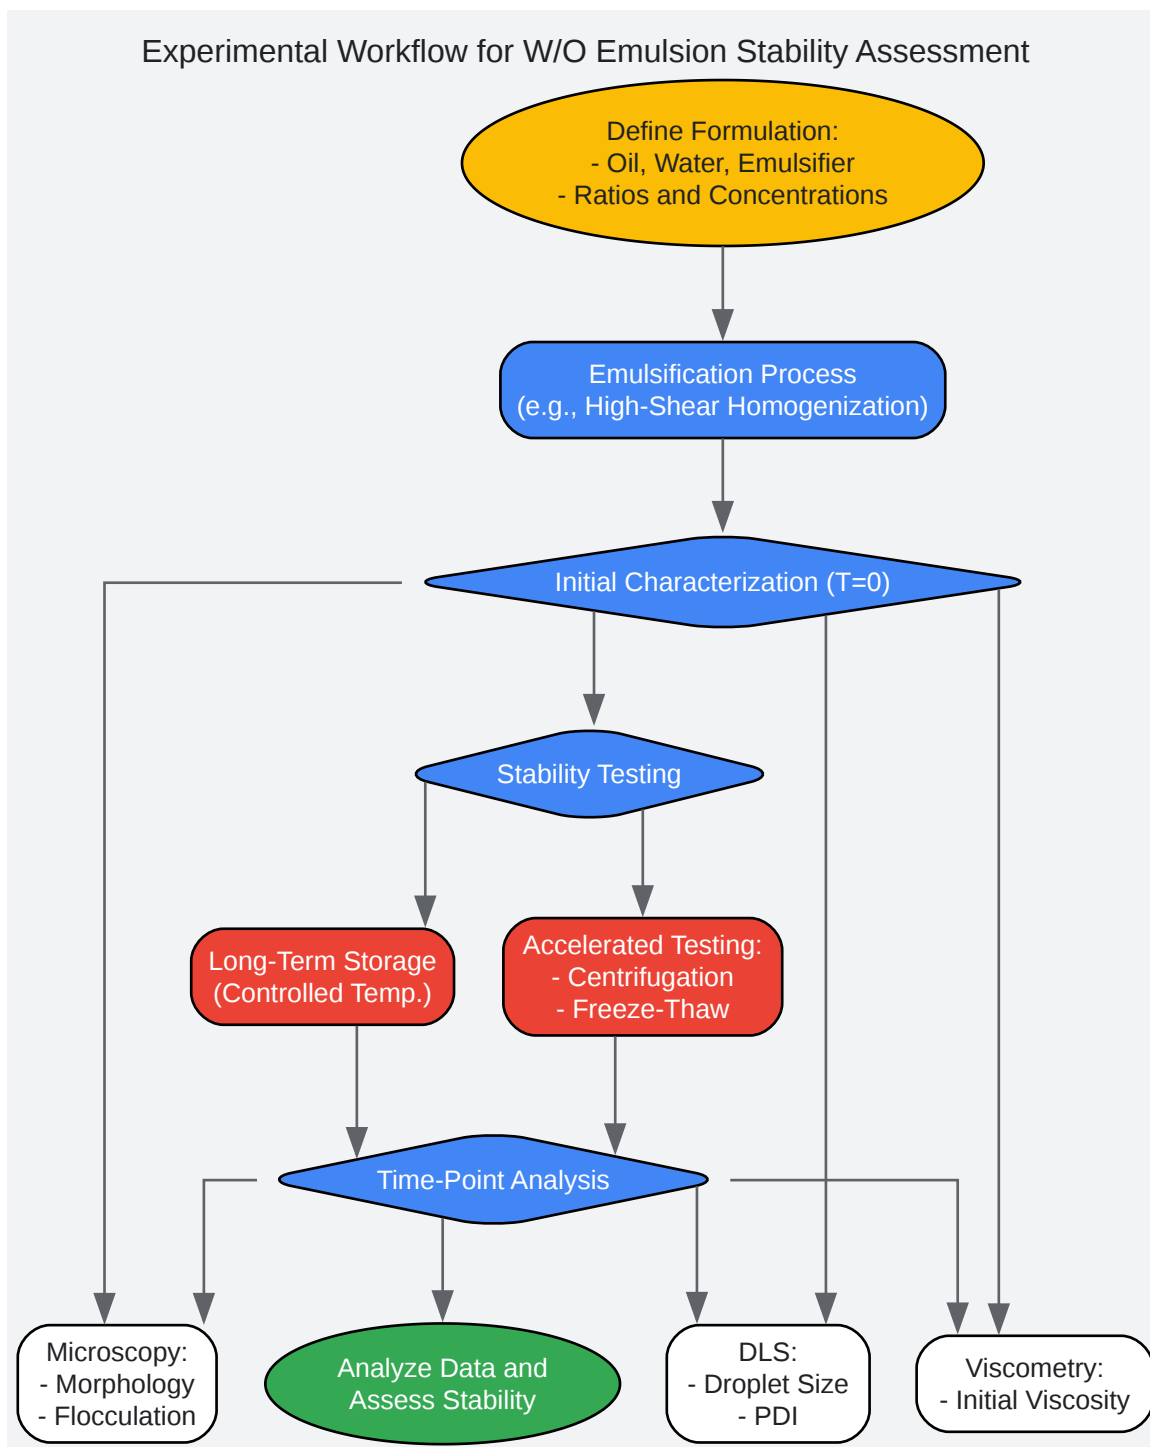 Experimental Workflow for W/O Emulsion Stability Assessment
Define Formulation:
- Oil, Water, Emulsifier
- Ratios and Concentrations
Emulsification Process
(e.g., High-Shear Homogenization)
Initial Characterization (T=0)
Stability Testing
Long-Term Storage
(Controlled Temp.)
Accelerated Testing:
- Centrifugation
- Freeze-Thaw
Time-Point Analysis
Microscopy:
- Morphology
- Flocculation
Analyze Data and
Assess Stability
DLS:
- Droplet Size
- PDI
Viscometry:
- Initial Viscosity